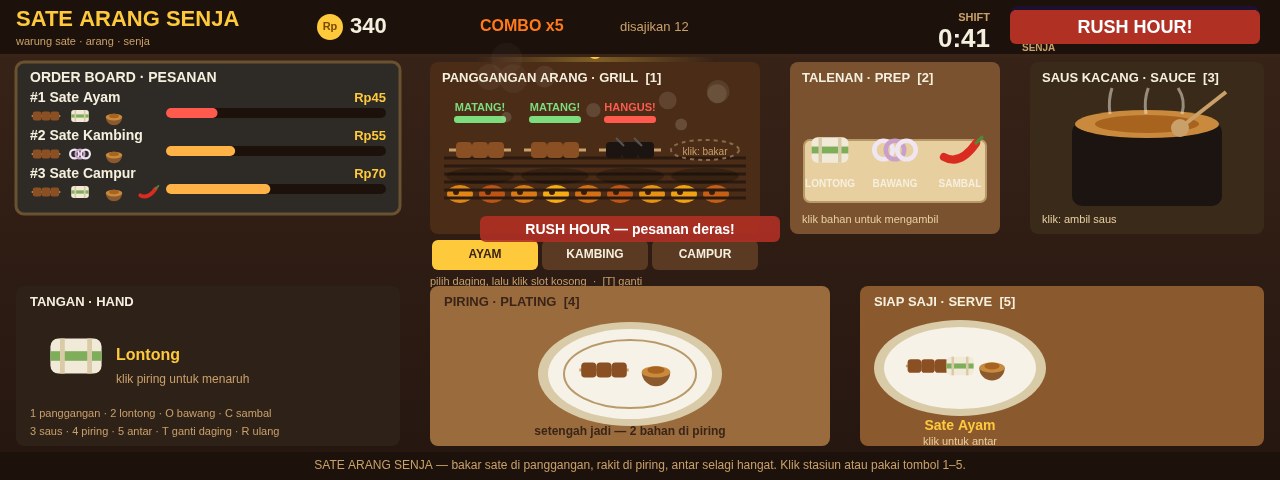 SATE ARANG SENJA
warung sate · arang · senja
Rp 340
COMBO x5
disajikan 12
SHIFT
0:41
SENJA
RUSH HOUR!
ORDER BOARD · PESANAN
#1 Sate Ayam Rp45
#2 Sate Kambing Rp55
#3 Sate Campur Rp70
PANGGANGAN ARANG · GRILL [1]
MATANG! MATANG! HANGUS!
klik: bakar
RUSH HOUR — pesanan deras!
AYAM KAMBING CAMPUR
pilih daging, lalu klik slot kosong · [T] ganti
TALENAN · PREP [2]
LONTONG BAWANG SAMBAL
klik bahan untuk mengambil
SAUS KACANG · SAUCE [3]
klik: ambil saus
TANGAN · HAND
Lontong
klik piring untuk menaruh
1 panggangan · 2 lontong · O bawang · C sambal
3 saus · 4 piring · 5 antar · T ganti daging · R ulang
PIRING · PLATING [4]
setengah jadi — 2 bahan di piring
SIAP SAJI · SERVE [5]
Sate Ayam
klik untuk antar
SATE ARANG SENJA — bakar sate di panggangan, rakit di piring, antar selagi hangat. Klik stasiun atau pakai tombol 1–5.